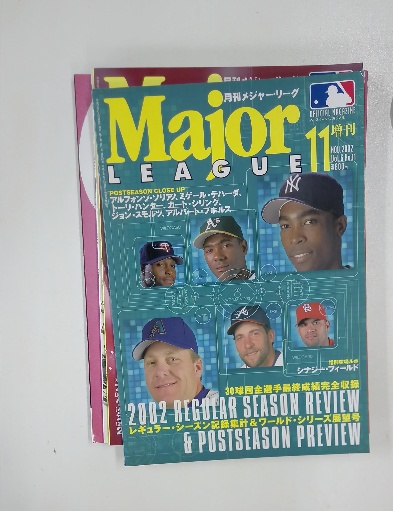 月刊メジャー・リーグ
Major
LEAGUE
11
増刊
NOV. 2002
POSTSEASON CLOSE UP
アルフォンソ・ソリアノ、ミゲール・テハーダ、
トーリ・ハンター、カート・シリング、
ジョン・スモルツ、アルバート・プホルス
シナジー・フィールド
30球団全選手最終成績完全収録
2002 REGULAR SEASON REVIEW
レギュラー・シーズン記録集計&ワールド・シリーズ展望号
& POSTSEASON PREVIEW